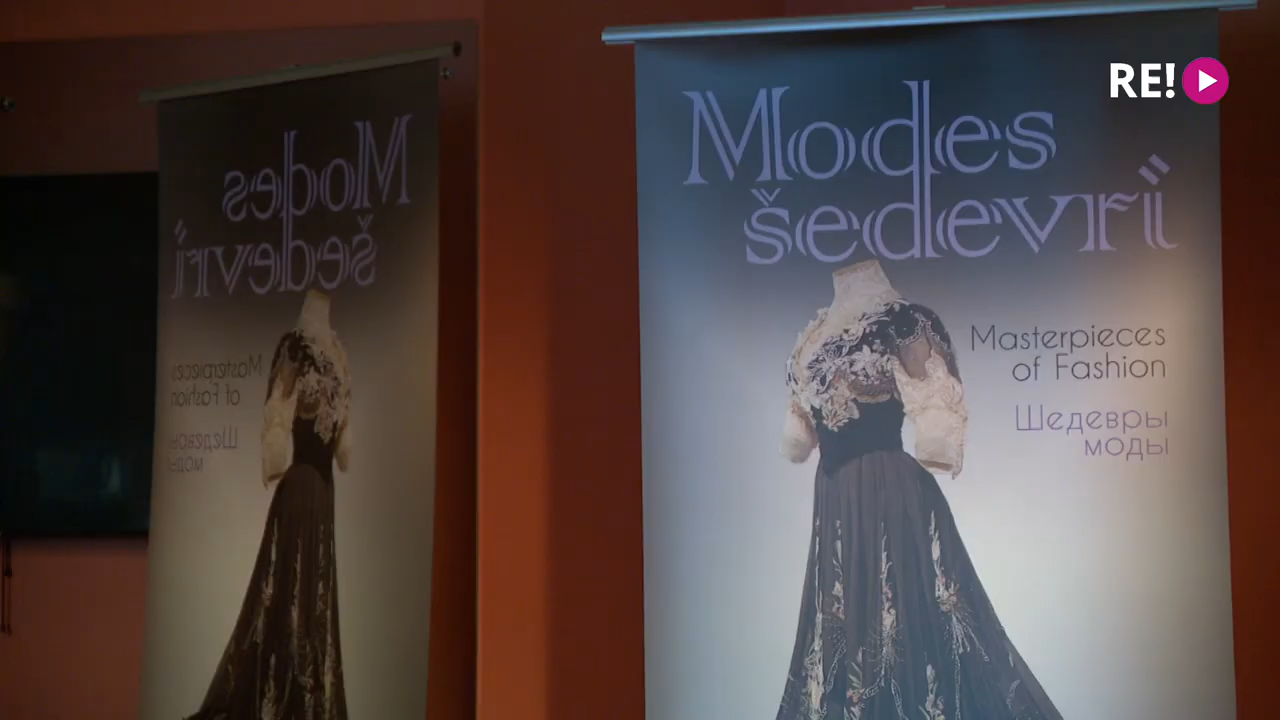 RE!
Modes
šedevri
Masterpieces
of Fashion
Шедевры
моды
Modes
šedevri
Masterpieces
of Fashion
Шедевры
моды